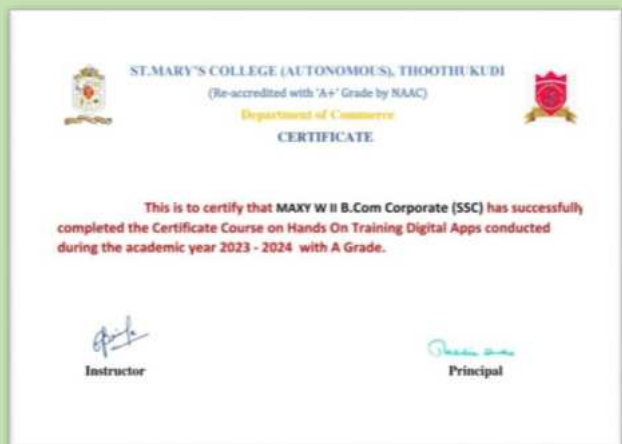 ST.MARY'S COLLEGE (AUTONOMOUS), THOOTHUKUDI
(Re-accredited with 'A+' Grade by NAAC)
Department of Commerce
CERTIFICATE
This is to certify that MAXY W II B.Com Corporate (SSC) has successfully
completed the Certificate Course on Hands On Training Digital Apps conducted
during the academic year 2023 - 2024 with A Grade.
Instructor
Principal